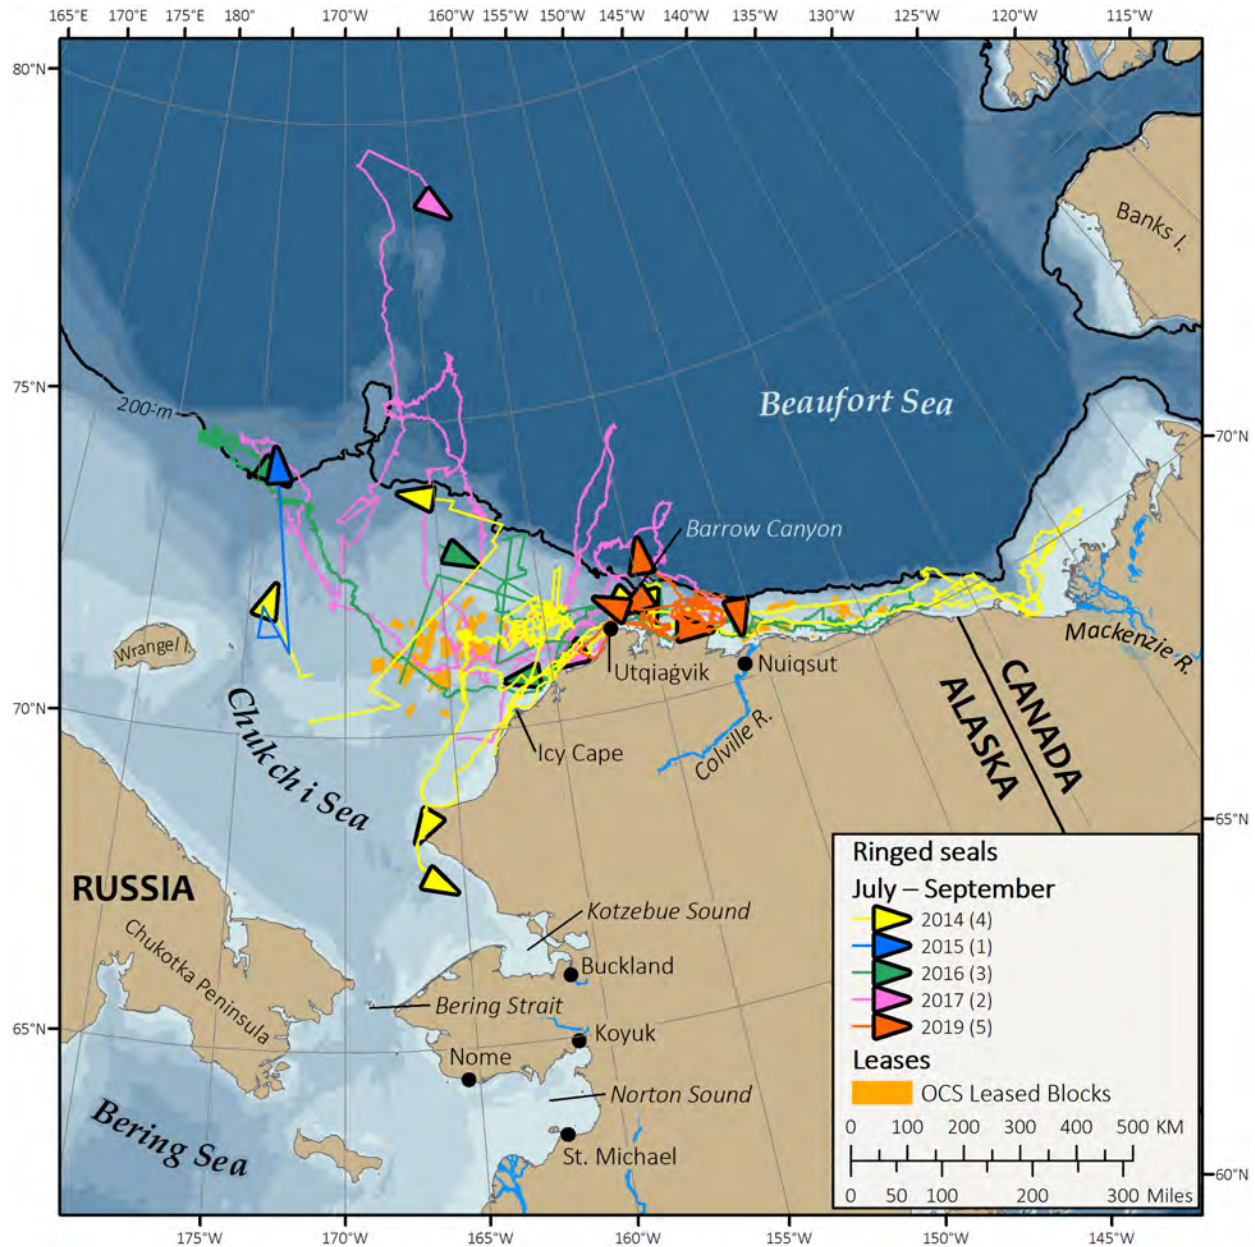 165°E 170°E 175°E 180° 170°W 160°W 155°W 150°W 145°W 140°W 135°W 130°W 125°W 120°W 115°W
80°N
Banks I.
75°N
Beaufort Sea
200-m
70°N
Barrow Canyon
Wrangel I.
Mackenzie R.
Utqiaġvik
Nuiqsut
70°N
Chukchi Sea
Icy Cape
Colville R.
CANADA
ALASKA
65°N
RUSSIA
Chukotka Peninsula
Kotzebue Sound
Buckland
Bering Strait
65°N
Koyuk
Nome
Norton Sound
Bering Sea
St. Michael
Ringed seals
July – September
2014 (4)
2015 (1)
2016 (3)
2017 (2)
2019 (5)
Leases
OCS Leased Blocks
0 100 200 300 400 500 KM
0 50 100 200 300 Miles
60°N
175°W 170°W 165°W 160°W 155°W 150°W 145°W